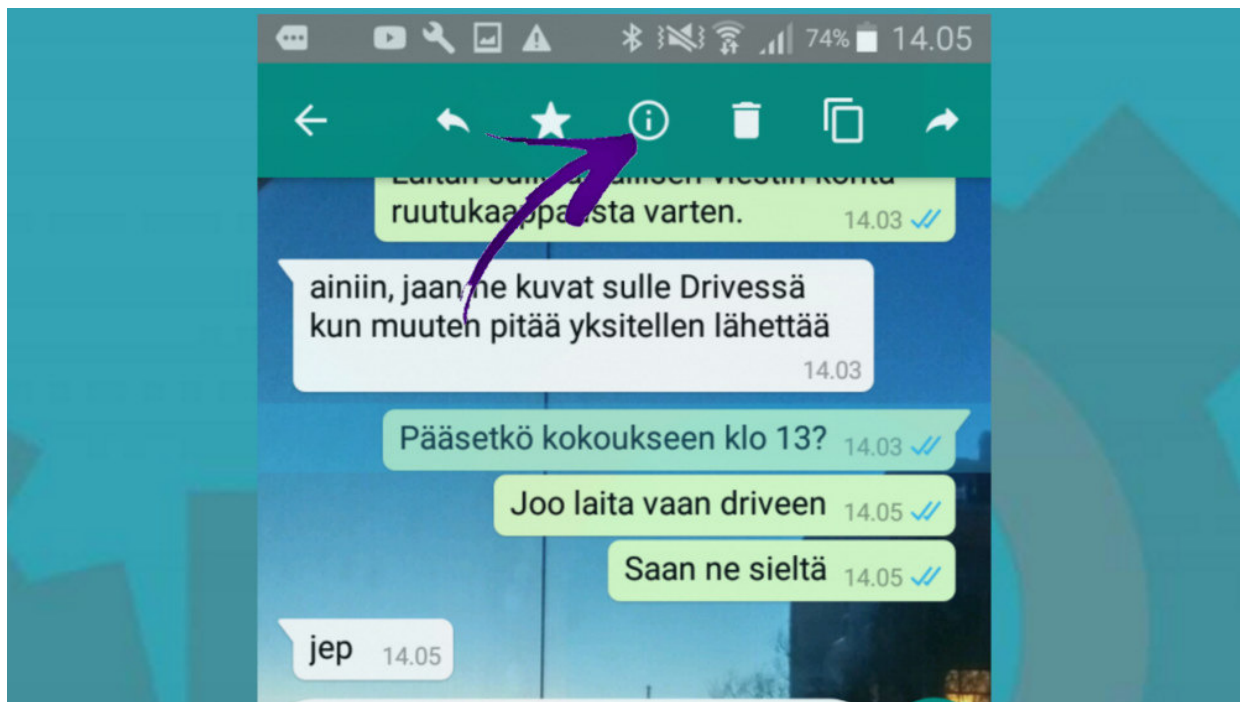 74% 14.05
viestin
ruutukaappausta varten. 14.03
ainiin, jaan ne kuvat sulle Drivessä
kun muuten pitää yksitellen lähettää
14.03
Pääsetkö kokoukseen klo 13? 14.03
Joo laita vaan driveen 14.05
Saan ne sieltä 14.05
jep 14.05